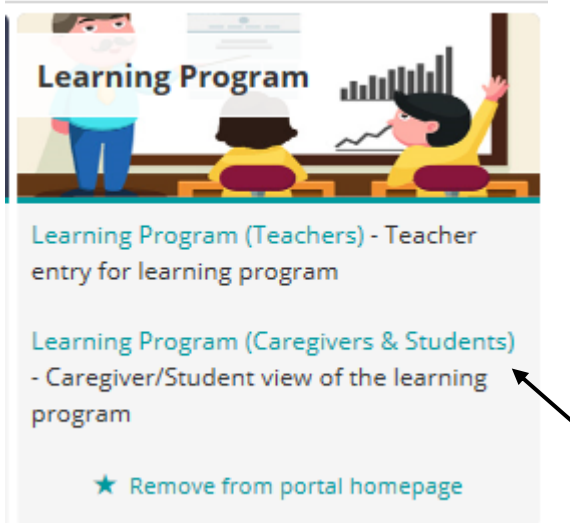 Learning Program
Learning Program (Teachers) - Teacher
entry for learning program
Learning Program (Caregivers & Students)
- Caregiver/Student view of the learning
program
★ Remove from portal homepage